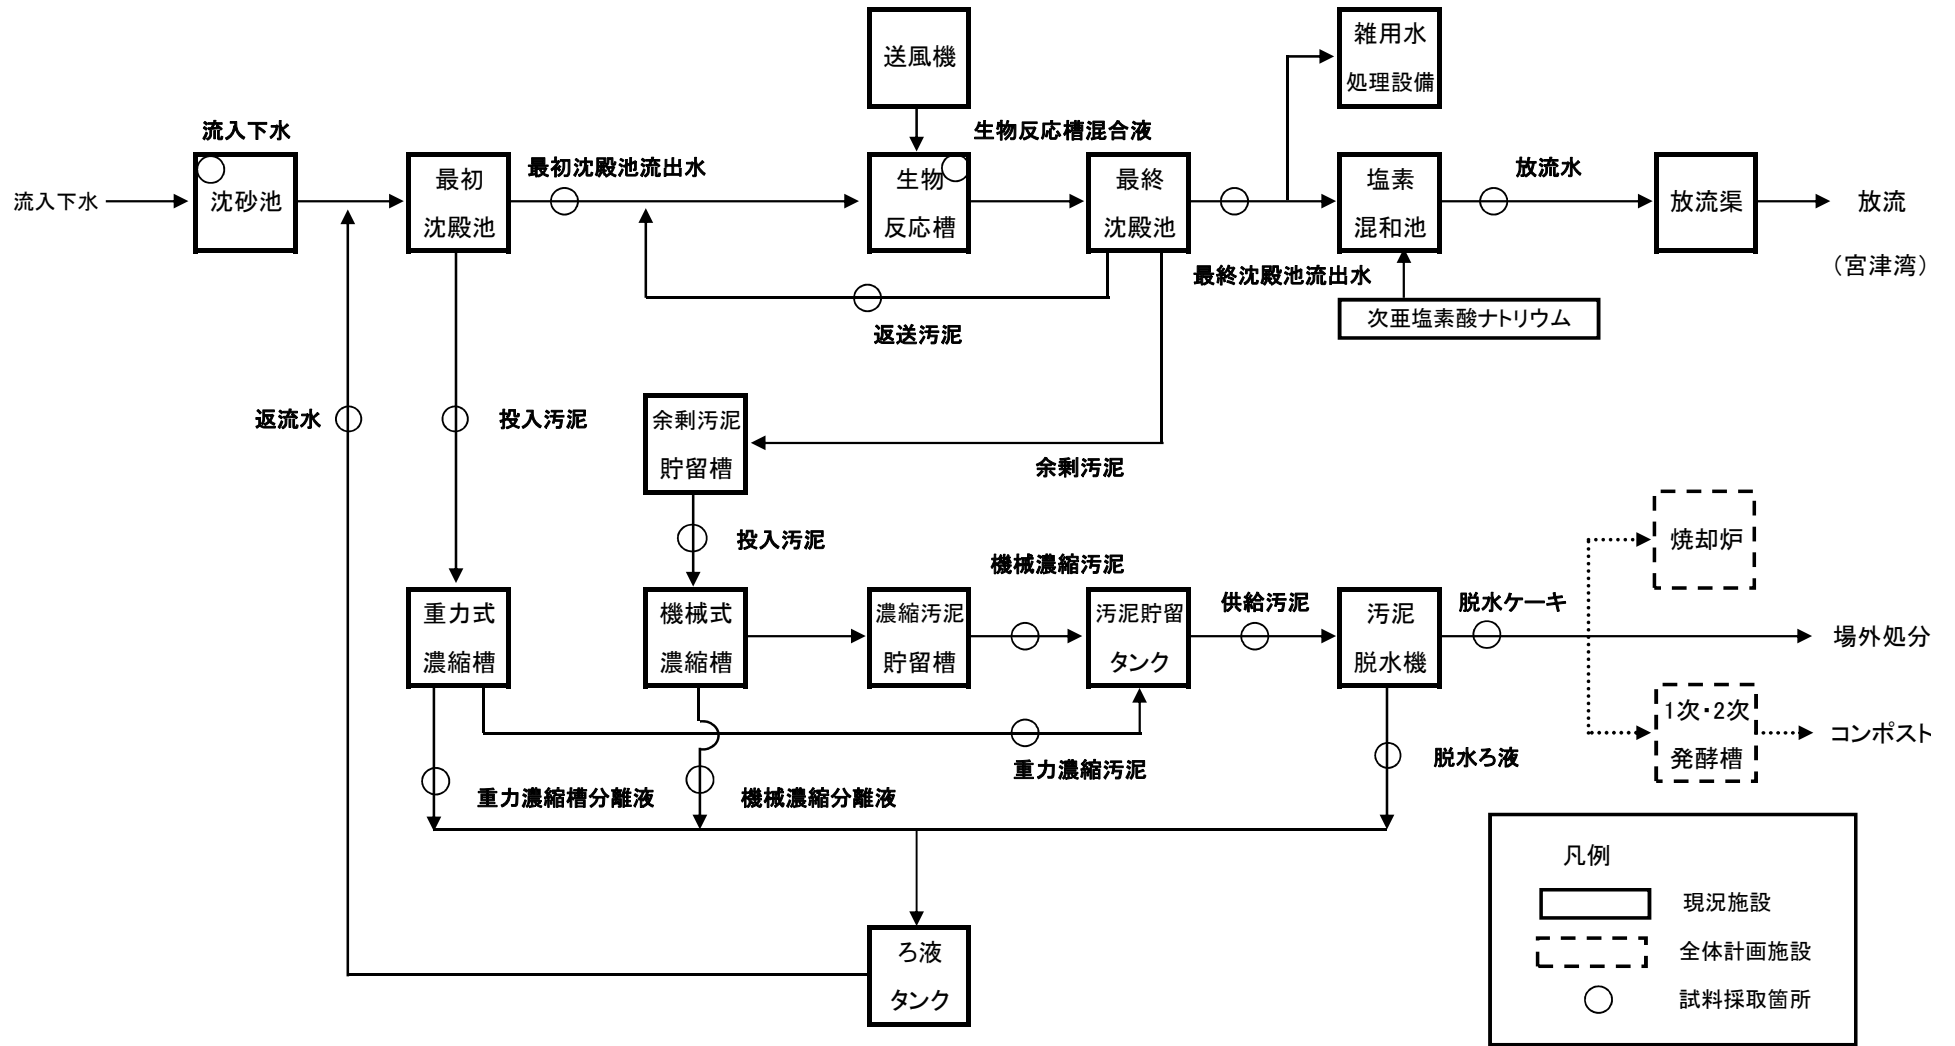 送風機
雑用水
処理設備
流入下水
生物反応槽混合液
最初沈殿池流出水
放流水
流入下水
沈砂池
最初
沈殿池
生物
反応槽
最終
沈殿池
塩素
混和池
放流渠
放流
（宮津湾）
最終沈殿池流出水
次亜塩素酸ナトリウム
返送汚泥
返流水
投入汚泥
余剰汚泥
貯留槽
余剰汚泥
投入汚泥
機械濃縮汚泥
供給汚泥
脱水ケーキ
焼却炉
重力式
濃縮槽
機械式
濃縮槽
濃縮汚泥
貯留槽
汚泥貯留
タンク
汚泥
脱水機
場外処分
1次・2次
発酵槽
コンポスト
重力濃縮汚泥
脱水ろ液
重力濃縮槽分離液
機械濃縮分離液
ろ液
タンク
凡例
現況施設
全体計画施設
試料採取箇所